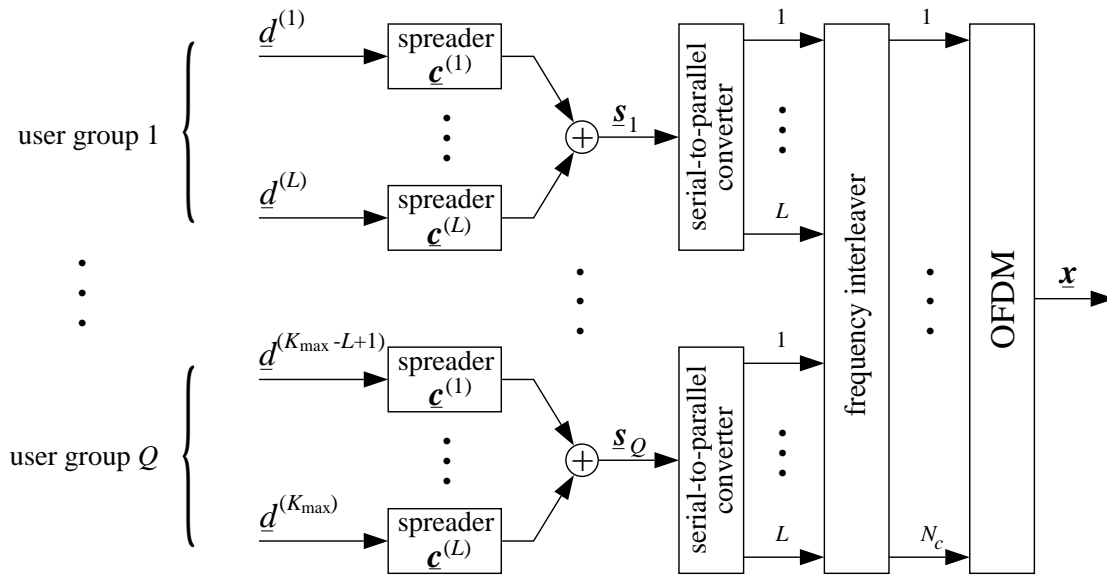 d^(1)
spreader
c^(1)
user group 1
d^(L)
spreader
c^(L)
s_1
serial-to-parallel
converter
1
L
d^(K_max -L+1)
spreader
c^(1)
user group Q
d^(K_max)
spreader
c^(L)
s_Q
serial-to-parallel
converter
1
L
frequency interleaver
1
N_c
OFDM
x